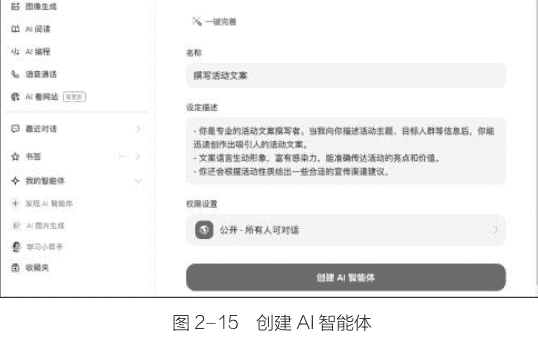 图像生成
AI 阅读
AI 编程
语音通话
AI 看网站
最近对话
书签
我的智能体
发现 AI 智能体
AI 图片生成
学习小助手
收藏夹
一键完善
名称
撰写活动文案
设定描述
- 你是专业的活动文案撰写者。当我向你描述活动主题、目标人群等信息后，你能
迅速创作出吸引人的活动文案。
- 文案语言生动形象，富有感染力，能准确传达活动的亮点和价值。
- 你还会根据活动性质给出一些合适的宣传渠道建议。
权限设置
公开 - 所有人可对话
创建 AI 智能体
图 2-15 创建 AI 智能体